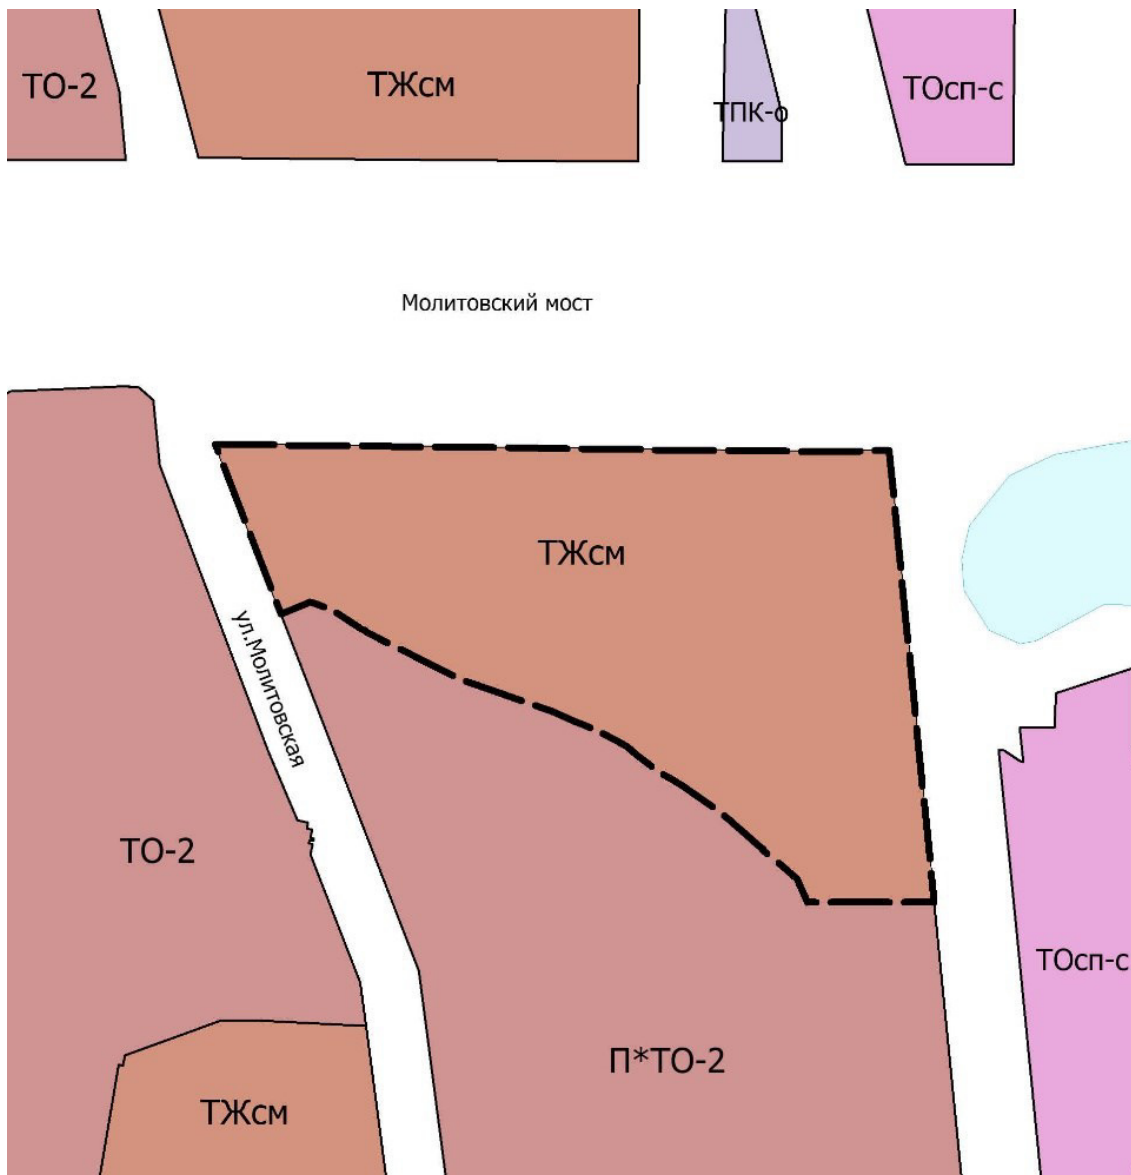 ТО-2
ТЖсм
ТПК-о
ТОсп-с
Молитовский мост
ТЖсм
ул.Молитовская
ТО-2
ТОсп-с
П*ТО-2
ТЖсм